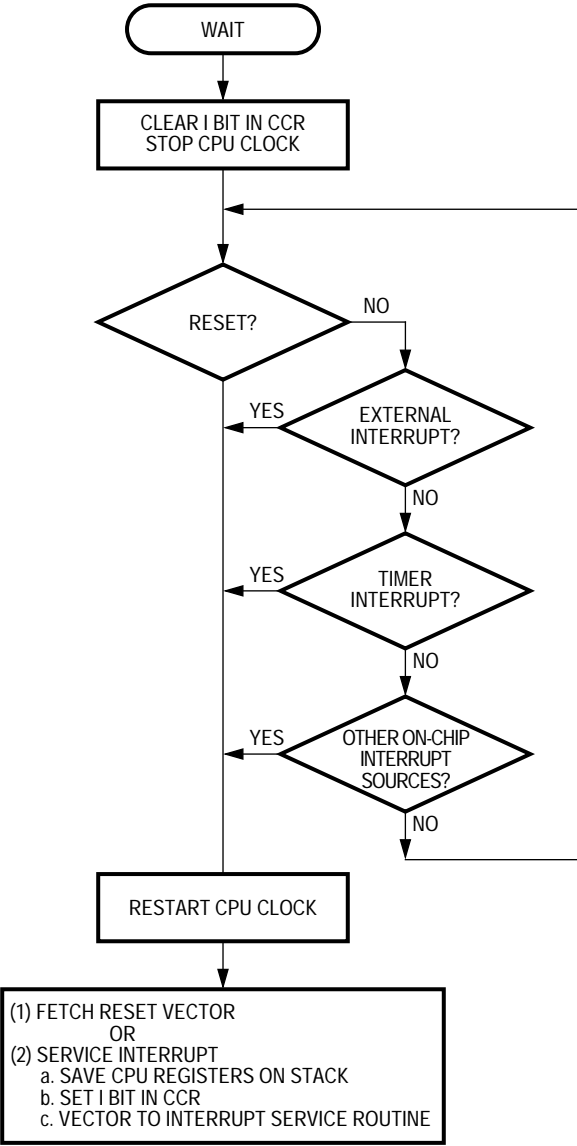 WAIT
CLEAR I BIT IN CCR
STOP CPU CLOCK
RESET?
NO
YES
EXTERNAL
INTERRUPT?
NO
YES
TIMER
INTERRUPT?
NO
YES
OTHER ON-CHIP
INTERRUPT
SOURCES?
NO
RESTART CPU CLOCK
(1) FETCH RESET VECTOR
OR
(2) SERVICE INTERRUPT
a. SAVE CPU REGISTERS ON STACK
b. SET I BIT IN CCR
c. VECTOR TO INTERRUPT SERVICE ROUTINE